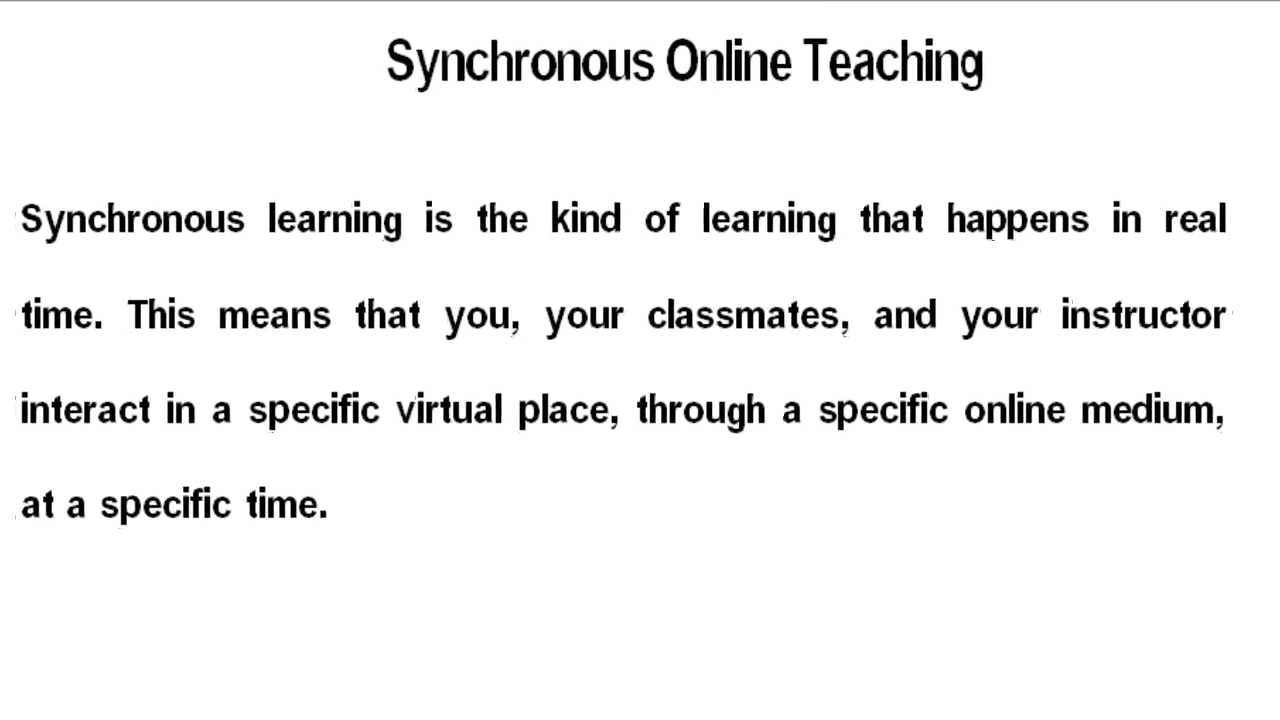 Synchronous Online Teaching
Synchronous learning is the kind of learning that happens in real
time. This means that you, your classmates, and your instructor
interact in a specific virtual place, through a specific online medium,
at a specific time.